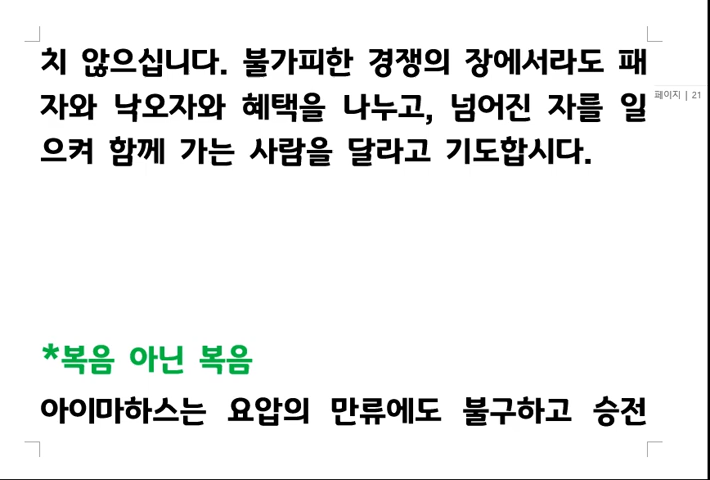 치 않으십니다. 불가피한 경쟁의 장에서라도 패
자와 낙오자와 혜택을 나누고, 넘어진 자를 일
으켜 함께 가는 사람을 달라고 기도합시다.
페이지 | 21
*복음 아닌 복음
아이마하스는 요압의 만류에도 불구하고 승전